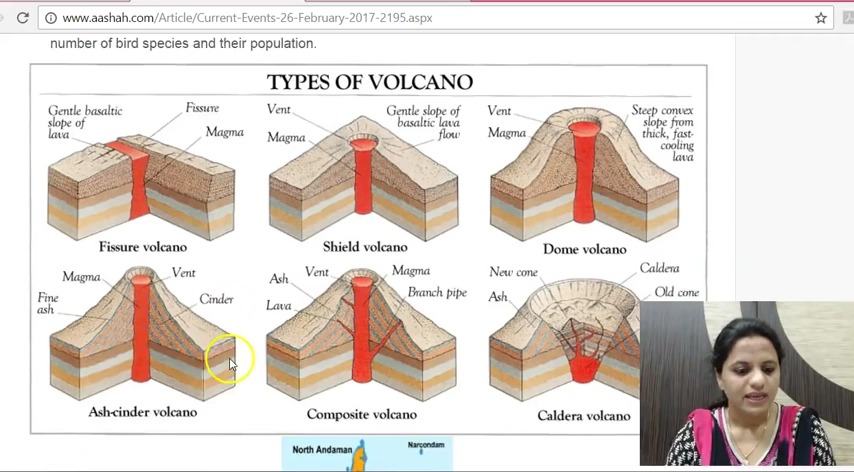 www.aashah.com/Article/Current-Events-26-February-2017-2195.aspx
number of bird species and their population.
TYPES OF VOLCANO
Gentle basaltic
slope of
lava
Fissure
Magma
Fissure volcano
Vent
Magma
Gentle slope of
basaltic lava
flow
Shield volcano
Vent
Magma
Steep convex
slope from
thick, fast-
cooling
lava
Dome volcano
Magma
Vent
Fine
ash
Cinder
Ash-cinder volcano
Ash
Vent
Magma
Lava
Branch pipe
Composite volcano
New cone
Caldera
Ash
Old cone
Caldera volcano
North Andaman
Narcondam